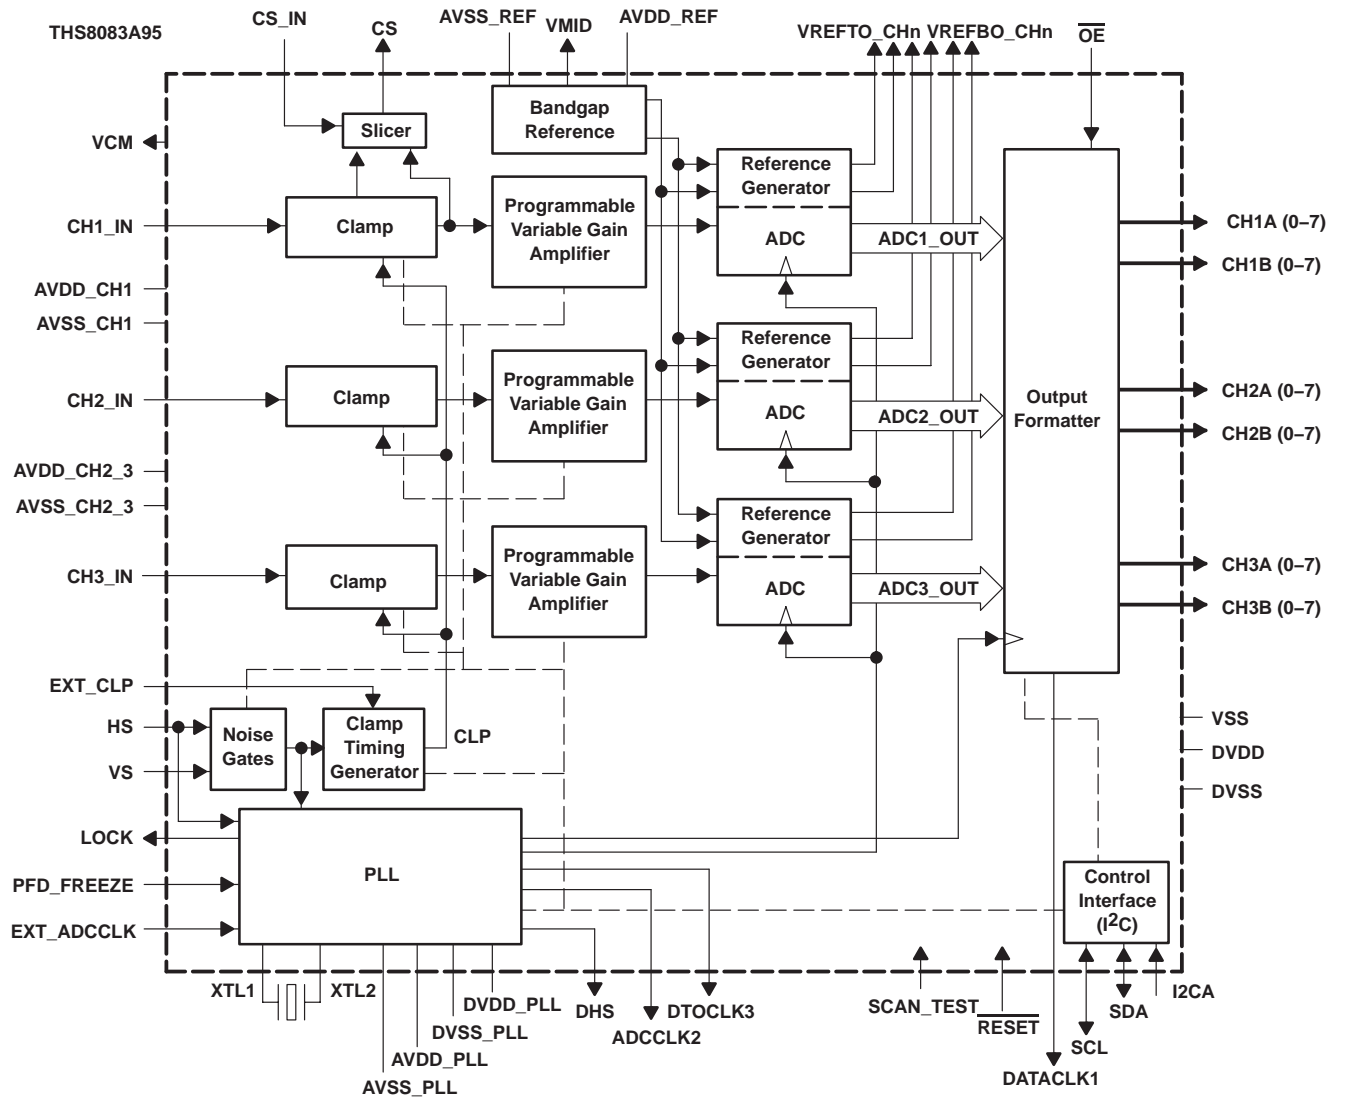 THS8083A95
CS_IN
CS
AVSS_REF
VMID
AVDD_REF
VREFTO_CHn
VREFBO_CHn
OE
VCM
Slicer
Bandgap
Reference
CH1_IN
Clamp
Programmable
Variable Gain
Amplifier
Reference
Generator
ADC
ADC1_OUT
CH1A (0–7)
CH1B (0–7)
AVDD_CH1
AVSS_CH1
CH2_IN
Clamp
Programmable
Variable Gain
Amplifier
Reference
Generator
ADC
ADC2_OUT
Output
Formatter
CH2A (0–7)
CH2B (0–7)
AVDD_CH2_3
AVSS_CH2_3
CH3_IN
Clamp
Programmable
Variable Gain
Amplifier
Reference
Generator
ADC
ADC3_OUT
CH3A (0–7)
CH3B (0–7)
EXT_CLP
HS
VS
Noise
Gates
Clamp
Timing
Generator
CLP
VSS
DVDD
DVSS
LOCK
PFD_FREEZE
EXT_ADCCLK
PLL
Control
Interface
(I2C)
XTL1
XTL2
DVDD_PLL
DVSS_PLL
AVDD_PLL
AVSS_PLL
DHS
ADCCLK2
DTOCLK3
SCAN_TEST
RESET
DATACLK1
SCL
SDA
I2CA